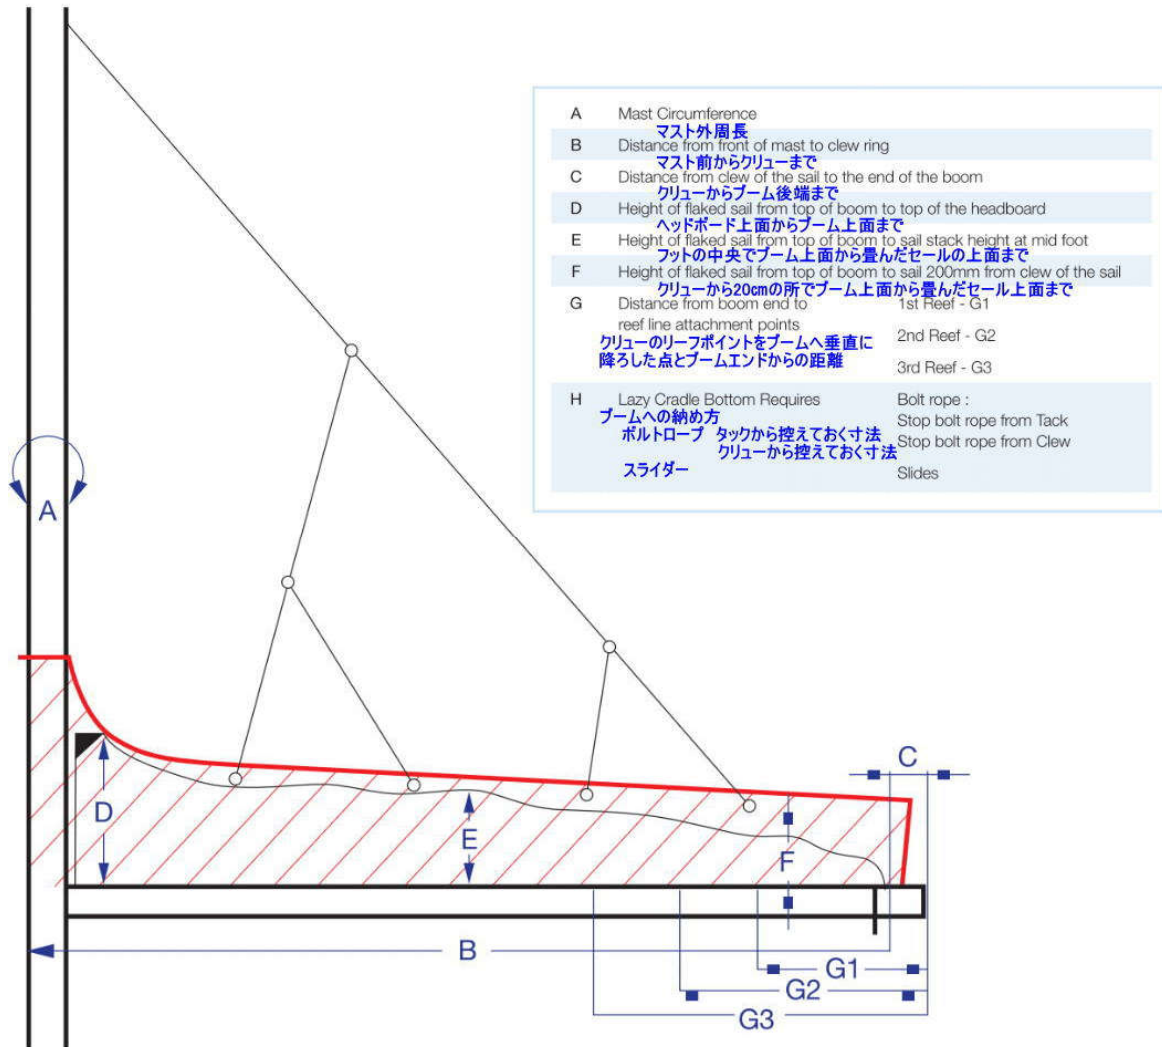 A Mast Circumference
マスト外周長
B Distance from front of mast to clew ring
マスト前からクリューまで
C Distance from clew of the sail to the end of the boom
クリューからブーム後端まで
D Height of flaked sail from top of boom to top of the headboard
ヘッドボード上面からブーム上面まで
E Height of flaked sail from top of boom to sail stack height at mid foot
フットの中央でブーム上面から畳んだセールの上面まで
F Height of flaked sail from top of boom to sail 200mm from clew of the sail
クリューから20cmの所でブーム上面から畳んだセール上面まで
G Distance from boom end to 1st Reef - G1
reef line attachment points
2nd Reef - G2
クリューのリーフポイントをブームへ垂直に
降ろした点とブームエンドからの距離
3rd Reef - G3
H Lazy Cradle Bottom Requires Bolt rope :
ブームへの納め方
Stop bolt rope from Tack
ボルトロープ タックから控えておく寸法
Stop bolt rope from Clew
クリューから控えておく寸法
スライダー Slides
A
C
D
E
F
B
G1
G2
G3